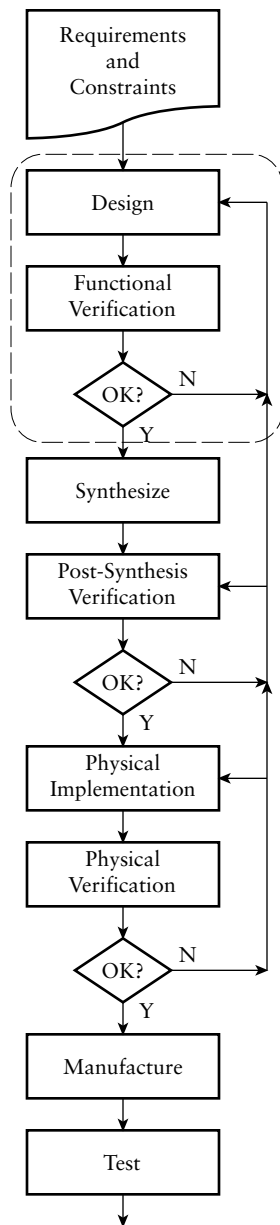 Requirements
and
Constraints
Design
Functional
Verification
OK?
N
Y
Synthesize
Post-Synthesis
Verification
OK?
N
Y
Physical
Implementation
Physical
Verification
OK?
N
Y
Manufacture
Test